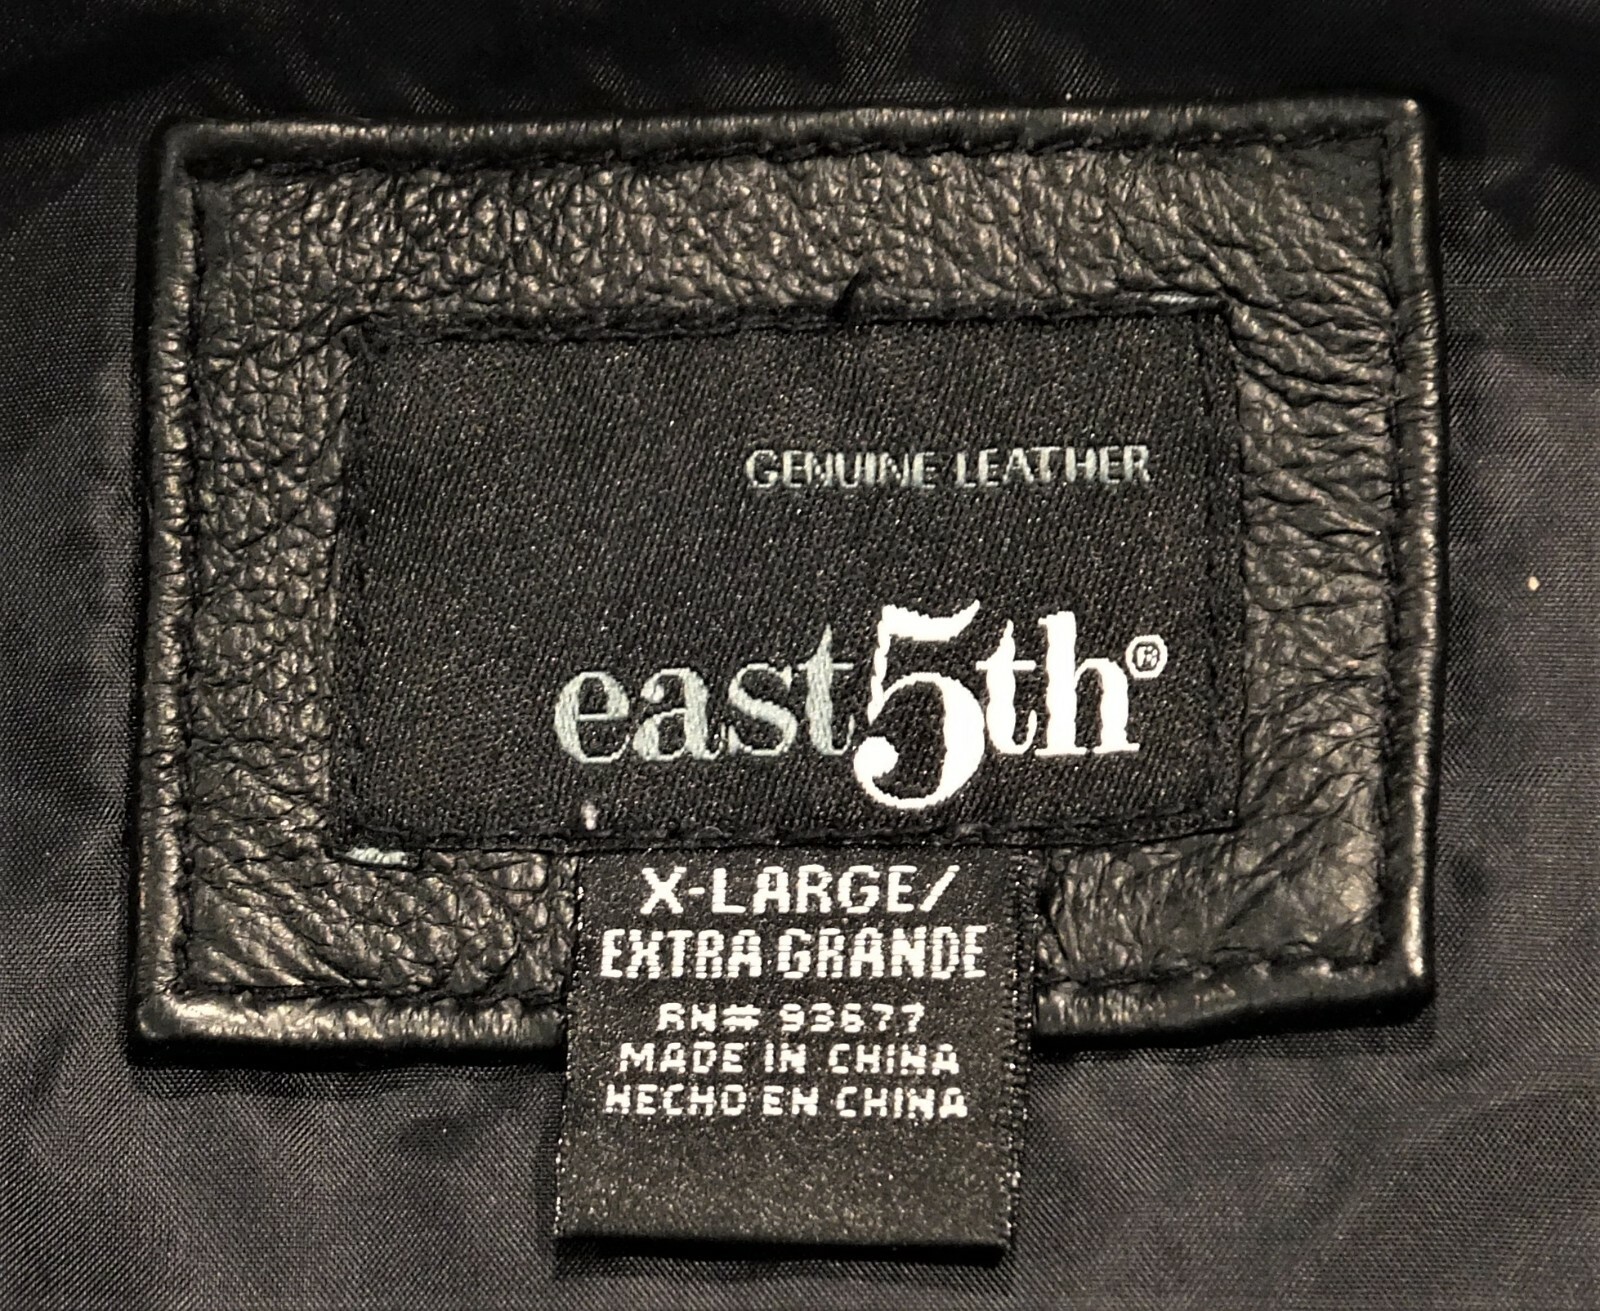 GENUINE LEATHER
east5th®
X-LARGE/
EXTRA GRANDE
RN# 93677
MADE IN CHINA
HECHO EN CHINA